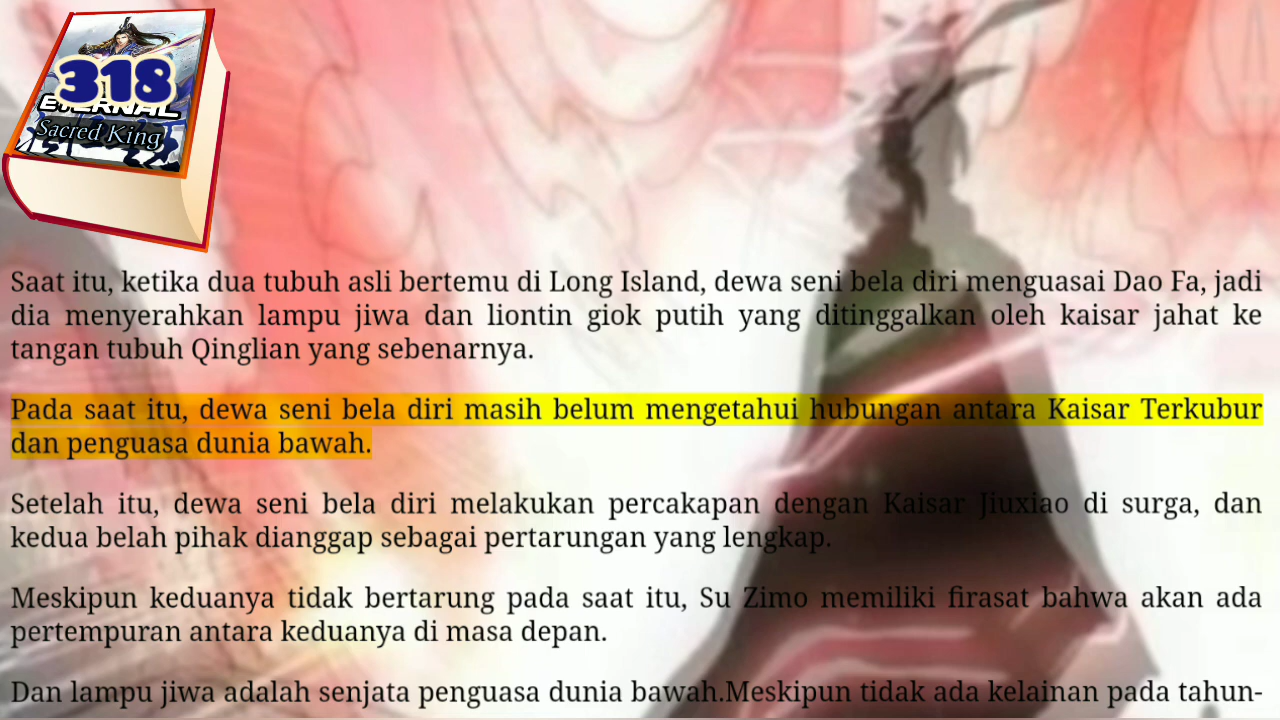 318
ETERNAL
Sacred King
Saat itu, ketika dua tubuh asli bertemu di Long Island, dewa seni bela diri menguasai Dao Fa, jadi
dia menyerahkan lampu jiwa dan liontin giok putih yang ditinggalkan oleh kaisar jahat ke
tangan tubuh Qinglian yang sebenarnya.
Pada saat itu, dewa seni bela diri masih belum mengetahui hubungan antara Kaisar Terkubur
dan penguasa dunia bawah.
Setelah itu, dewa seni bela diri melakukan percakapan dengan Kaisar Jiuxiao di surga, dan
kedua belah pihak dianggap sebagai pertarungan yang lengkap.
Meskipun keduanya tidak bertarung pada saat itu, Su Zimo memiliki firasat bahwa akan ada
pertempuran antara keduanya di masa depan.
Dan lampu jiwa adalah senjata penguasa dunia bawah.Meskipun tidak ada kelainan pada tahun-